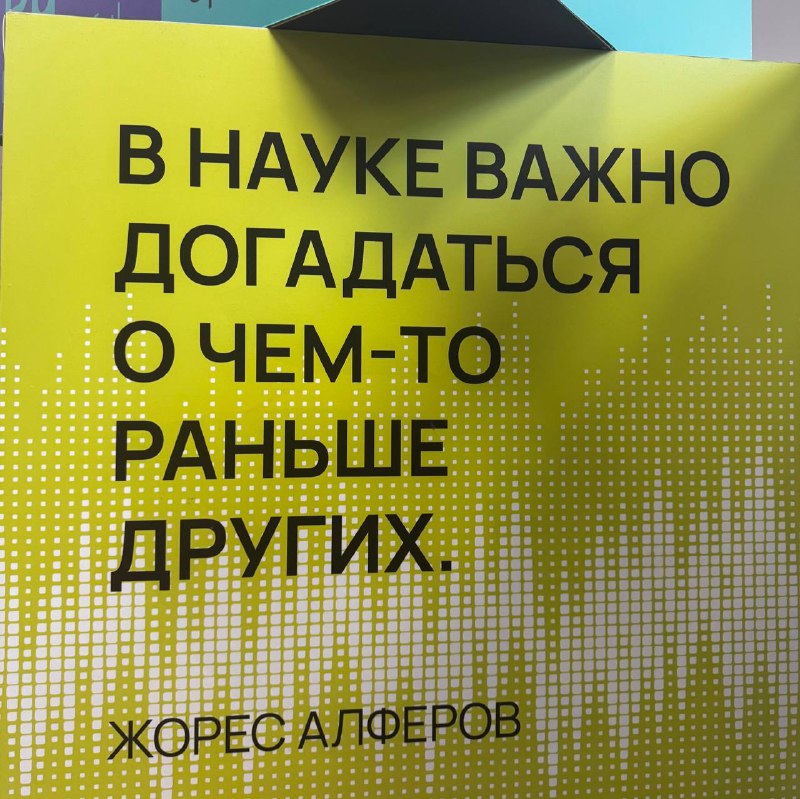 В НАУКЕ ВАЖНО
ДОГАДАТЬСЯ
О ЧЕМ-ТО
РАНЬШЕ
ДРУГИХ.
ЖОРЕС АЛФЕРОВ